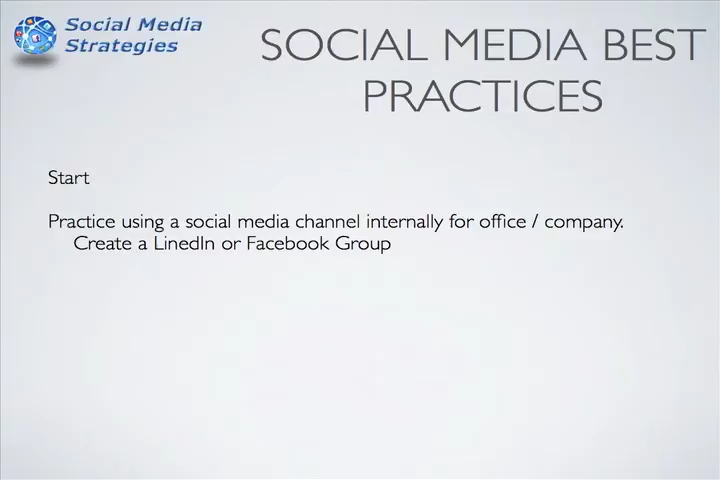 Social Media
Strategies
SOCIAL MEDIA BEST
PRACTICES
Start
Practice using a social media channel internally for office / company.
Create a LinedIn or Facebook Group